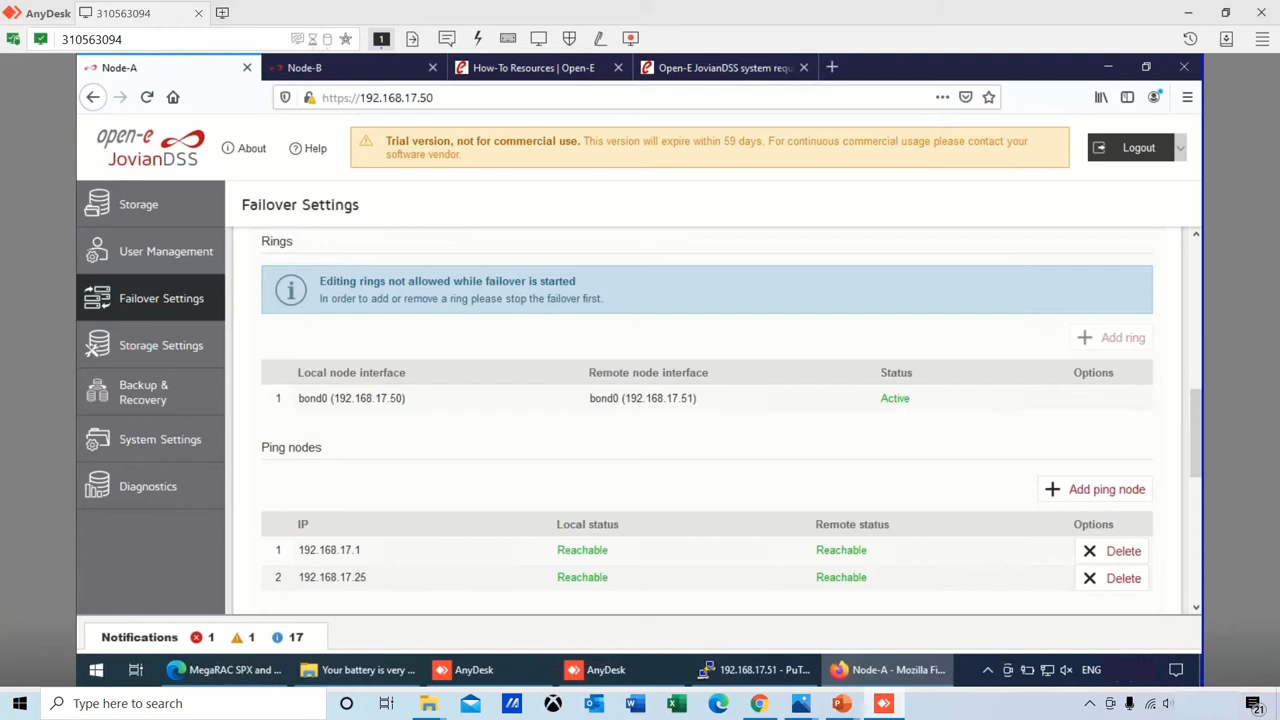 AnyDesk
310563094
310563094
1
Node-A
Node-B
How-To Resources | Open-E
Open-E JovianDSS system requ
https://192.168.17.50
open-e
JovianDSS
About
Help
Trial version, not for commercial use. This version will expire within 59 days. For continuous commercial usage please contact your
software vendor.
Logout
Storage
User Management
Failover Settings
Storage Settings
Backup &
Recovery
System Settings
Diagnostics
Failover Settings
Rings
Editing rings not allowed while failover is started
In order to add or remove a ring please stop the failover first.
Add ring
Local node interface Remote node interface Status Options
1 bond0 (192.168.17.50) bond0 (192.168.17.51) Active
Ping nodes
Add ping node
IP Local status Remote status Options
1 192.168.17.1 Reachable Reachable Delete
2 192.168.17.25 Reachable Reachable Delete
Notifications 1 1 17
MegaRAC SPX and ... Your battery is very ... AnyDesk AnyDesk 192.168.17.51 - PuT... Node-A - Mozilla Fi... ENG
Type here to search
21